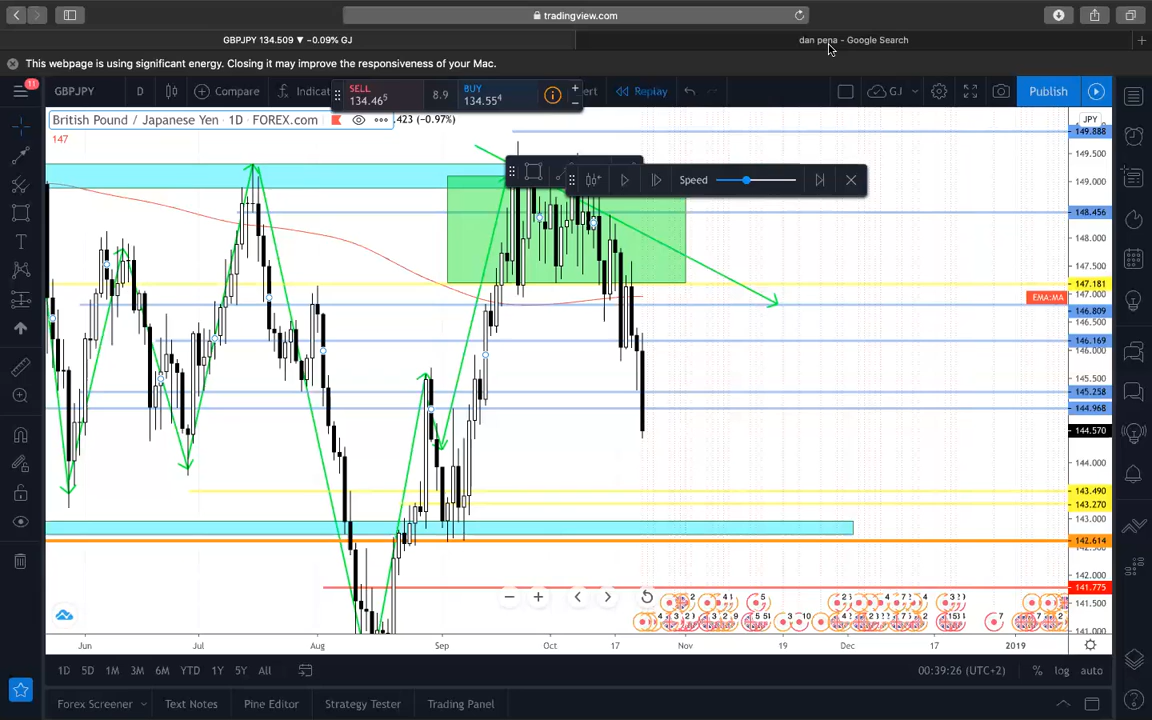 tradingview.com
GBPJPY 134.509 ▼ −0.09% GJ
dan pena - Google Search
This webpage is using significant energy. Closing it may improve the responsiveness of your Mac.
11
GBPJPY
D
Compare
Indicat
SELL
134.46⁵
8.9
BUY
134.55⁴
ert
Replay
GJ
Publish
British Pound / Japanese Yen · 1D · FOREX.com
.423 (−0.97%)
147
JPY
Speed
149.888
149.500
149.000
148.456
148.000
147.500
147.181
147.000
EMA:MA
146.809
146.500
146.169
146.000
145.500
145.258
144.968
144.570
144.000
143.490
143.270
143.000
142.614
142.000
141.775
141.500
141.000
Jun
Jul
Aug
Sep
Oct
17
Nov
19
Dec
17
2019
1D
5D
1M
3M
6M
YTD
1Y
5Y
All
00:39:26 (UTC+2)
%
log
auto
Forex Screener
Text Notes
Pine Editor
Strategy Tester
Trading Panel